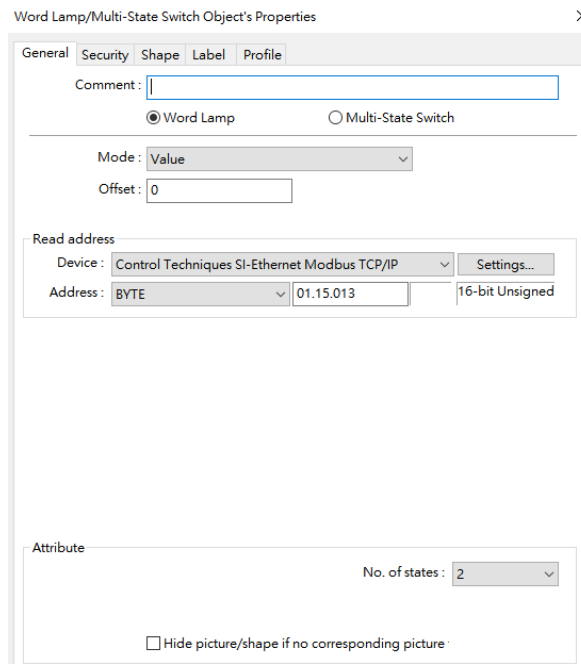 Word Lamp/Multi-State Switch Object's Properties
General Security Shape Label Profile
Comment :
Word Lamp Multi-State Switch
Mode : Value
Offset : 0
Read address
Device : Control Techniques SI-Ethernet Modbus TCP/IP Settings...
Address : BYTE 01.15.013 16-bit Unsigned
Attribute
No. of states : 2
Hide picture/shape if no corresponding picture